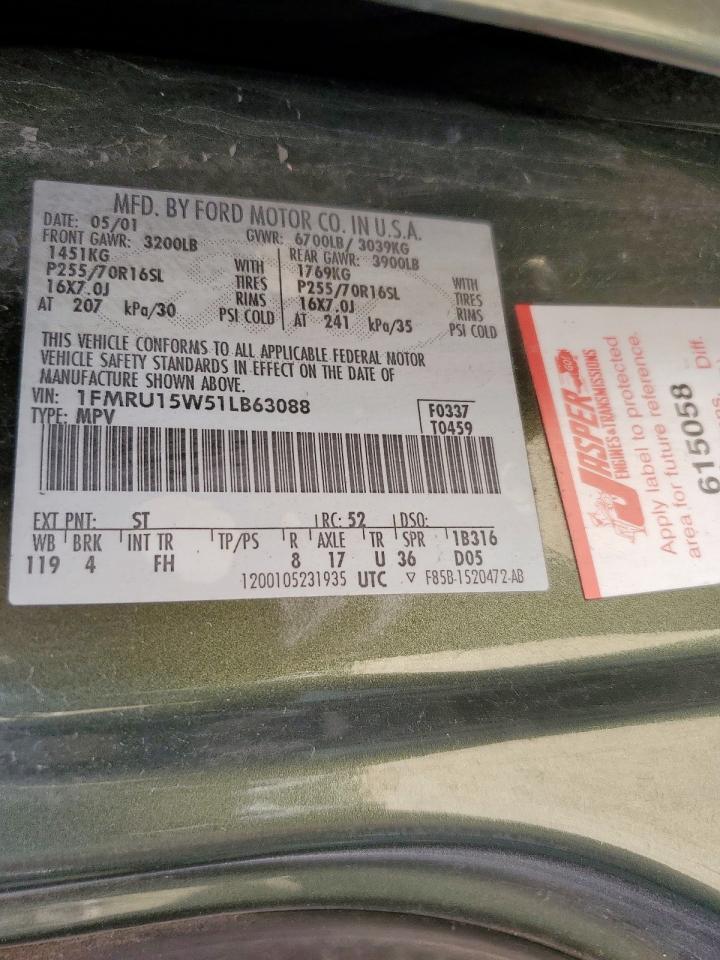 MFD. BY FORD MOTOR CO. IN U.S.A.
DATE: 05/01 GVWR: 6700LB/ 3039KG
FRONT GAWR: 3200LB REAR GAWR: 3900LB
1451KG WITH 1769KG WITH
P255/70R16SL TIRES P255/70R16SL TIRES
16X7.0J RIMS 16X7.0J RIMS
AT 207 kPa/30 PSI COLD AT 241 kPa/35 PSI COLD
THIS VEHICLE CONFORMS TO ALL APPLICABLE FEDERAL MOTOR
VEHICLE SAFETY STANDARDS IN EFFECT ON THE DATE OF
MANUFACTURE SHOWN ABOVE.
VIN: 1FMRU15W51LB63088 F0337
TYPE: MPV T0459
EXT PNT: ST RC: 52 DSO:
WB BRK INT TR TP/PS R AXLE TR SPR 1B316
119 4 FH 8 17 U 36 D05
1200105231935 UTC ▽ F85B-1520472-AB
JASPER
ENGINES & TRANSMISSIONS
Apply label to protected
area for future reference.
615058
Diff.